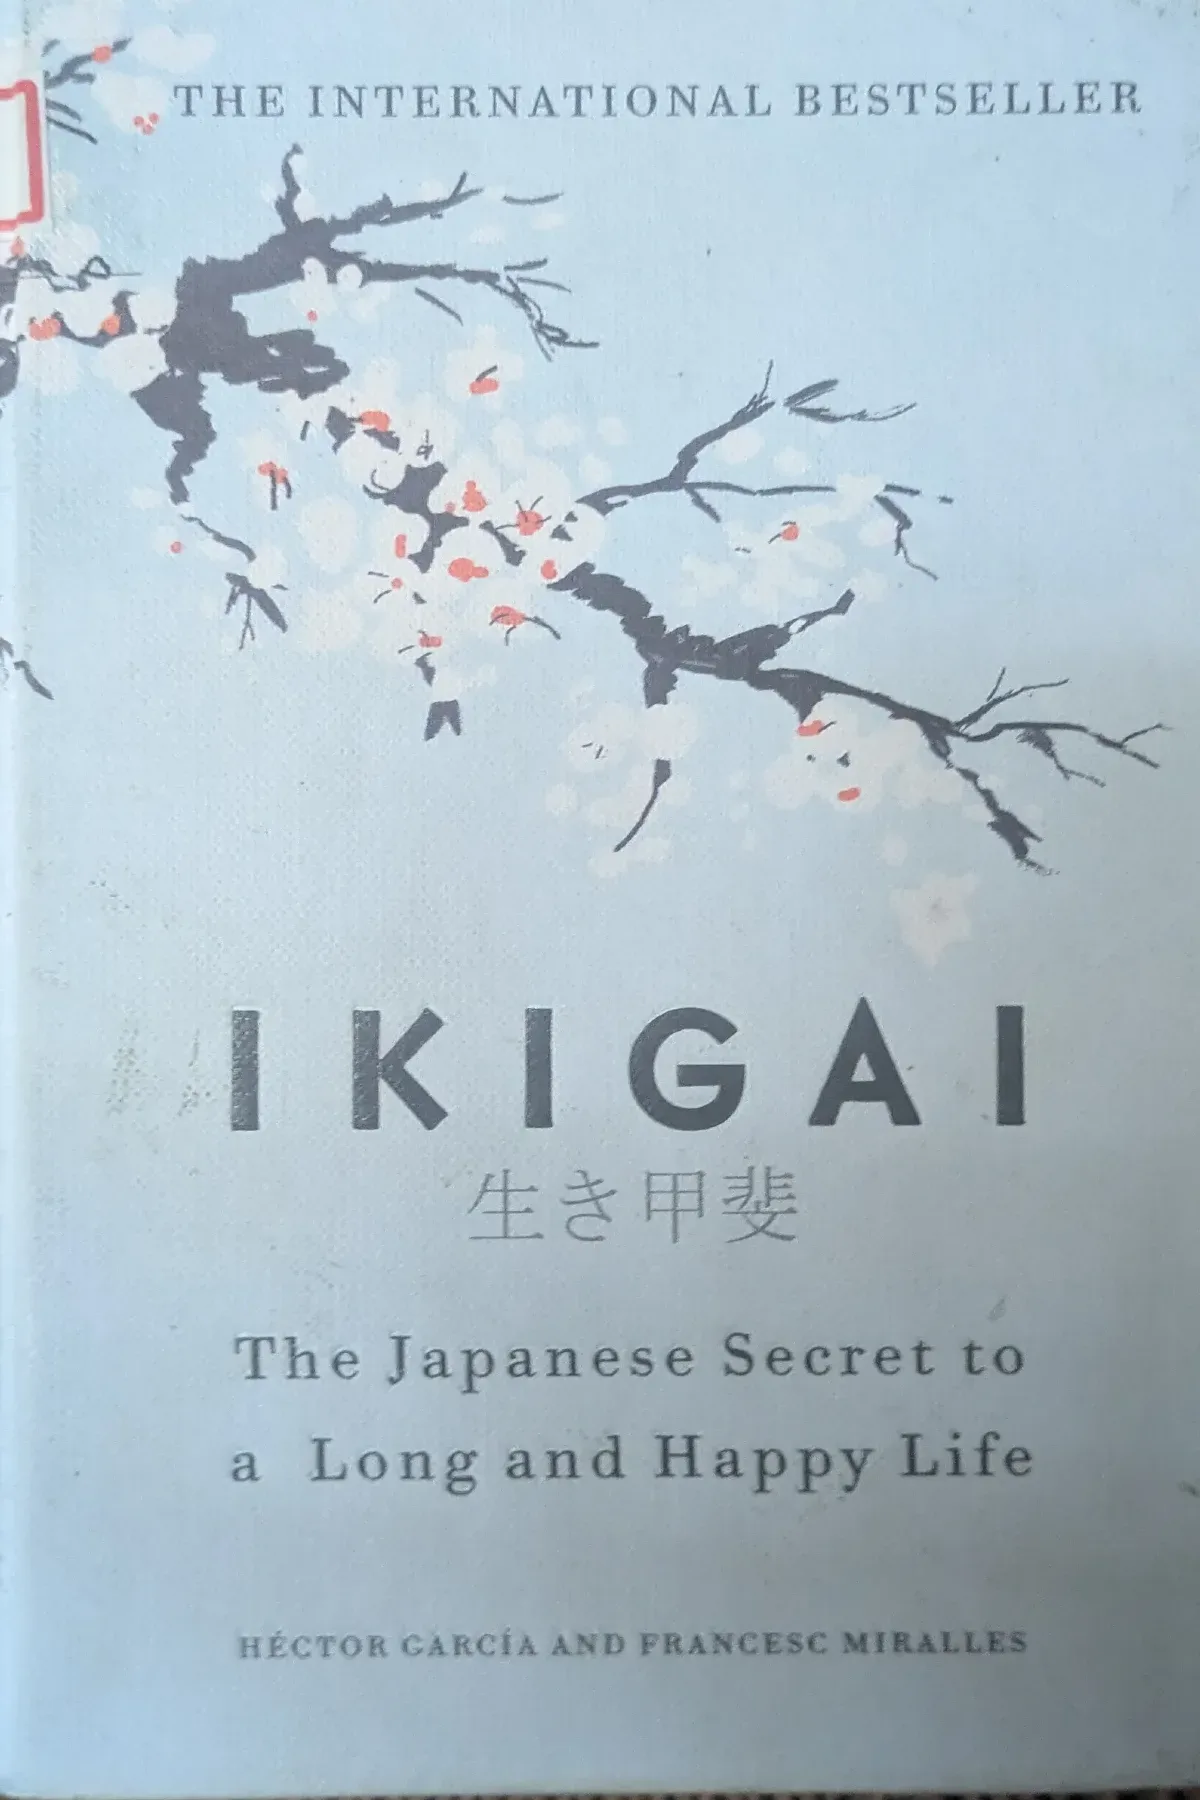 THE INTERNATIONAL BESTSELLER
IKIGAI
生き甲斐
The Japanese Secret to
a Long and Happy Life
HÉCTOR GARCÍA AND FRANCESC MIRALLES